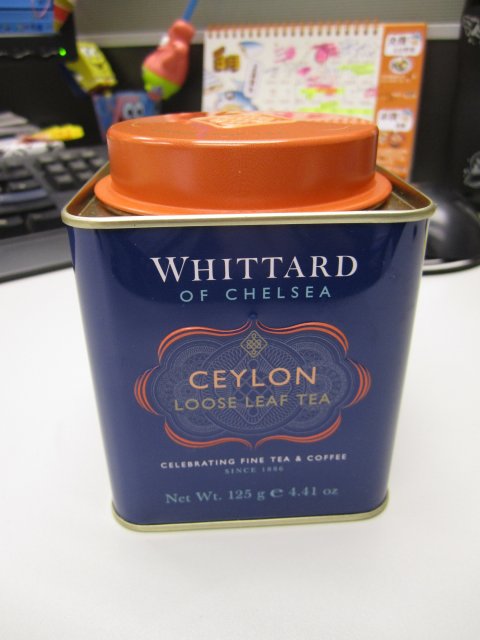 WHITTARD
OF CHELSEA
CEYLON
LOOSE LEAF TEA
CELEBRATING FINE TEA & COFFEE
SINCE 1886
Net Wt. 125 g ℮ 4.41 oz